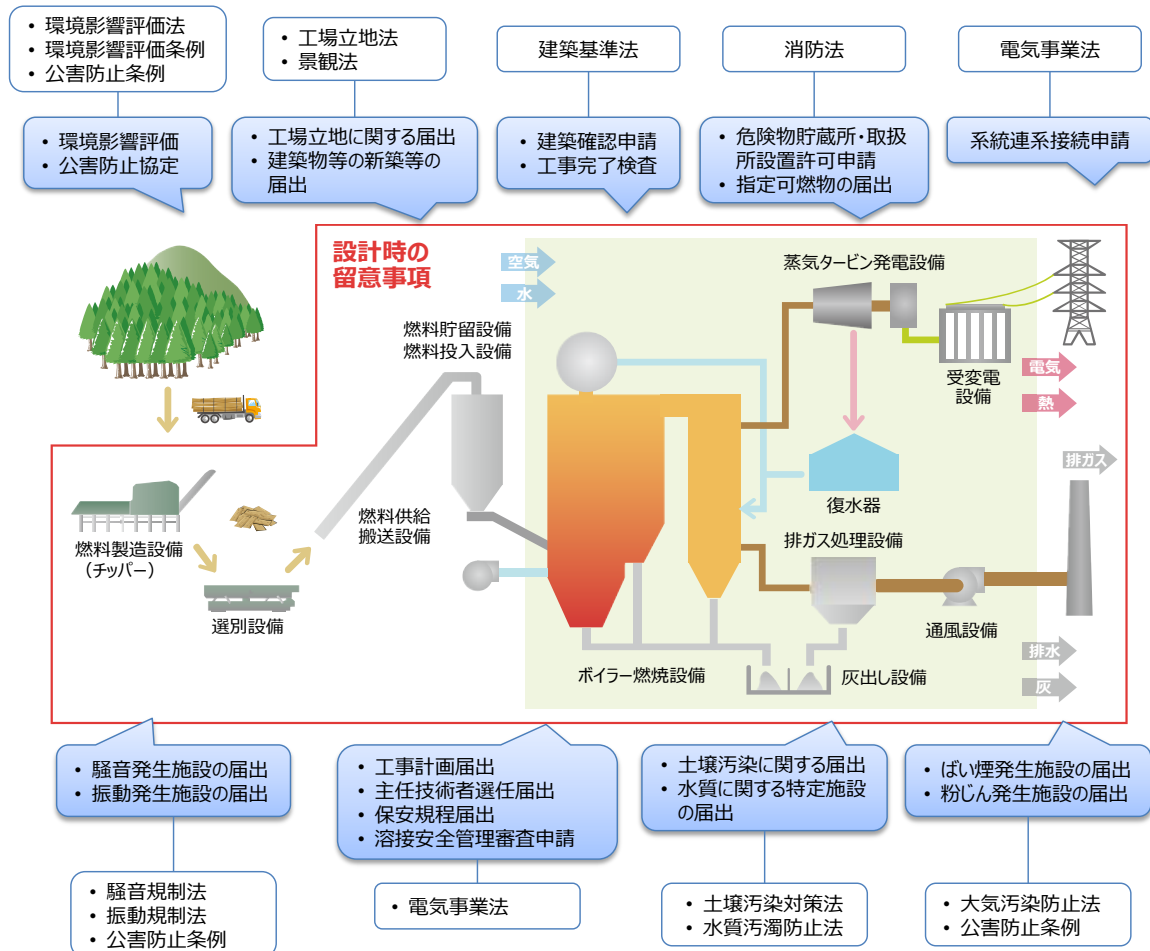 • 環境影響評価法
• 環境影響評価条例
• 公害防止条例
• 工場立地法
• 景観法
建築基準法
消防法
電気事業法
• 環境影響評価
• 公害防止協定
• 工場立地に関する届出
• 建築物等の新築等の
届出
• 建築確認申請
• 工事完了検査
• 危険物貯蔵所・取扱
所設置許可申請
• 指定可燃物の届出
系統連系接続申請
設計時の
留意事項
空気
水
蒸気タービン発電設備
燃料貯留設備
燃料投入設備
受変電
設備
電気
熱
排ガス
復水器
燃料供給
搬送設備
燃料製造設備
（チッパー）
排ガス処理設備
選別設備
通風設備
ボイラー燃焼設備
灰出し設備
排水
灰
• 騒音発生施設の届出
• 振動発生施設の届出
• 工事計画届出
• 主任技術者選任届出
• 保安規程届出
• 溶接安全管理審査申請
• 土壌汚染に関する届出
• 水質に関する特定施設
の届出
• ばい煙発生施設の届出
• 粉じん発生施設の届出
• 騒音規制法
• 振動規制法
• 公害防止条例
• 電気事業法
• 土壌汚染対策法
• 水質汚濁防止法
• 大気汚染防止法
• 公害防止条例